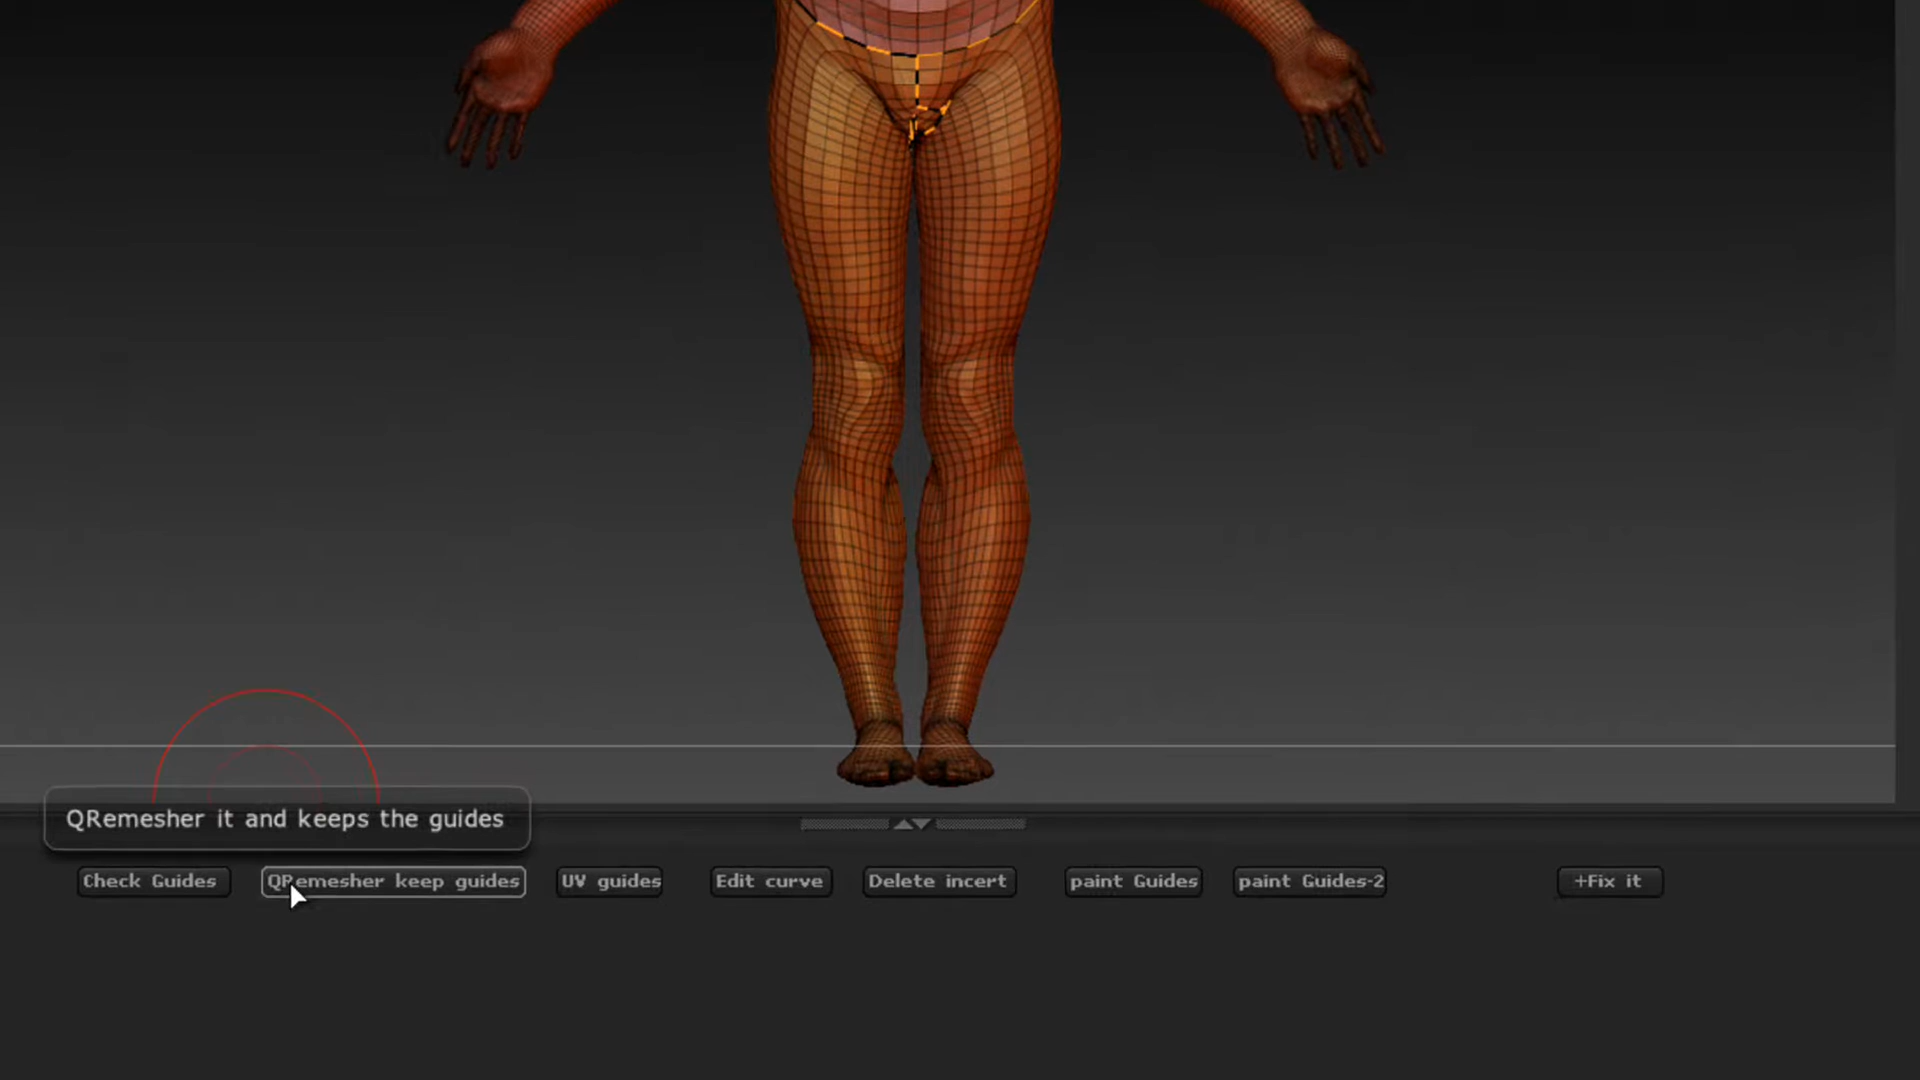 QRemesher it and keeps the guides
Check Guides
QRemesher keep guides
UV guides
Edit curve
Delete incert
paint Guides
paint Guides-2
+Fix it